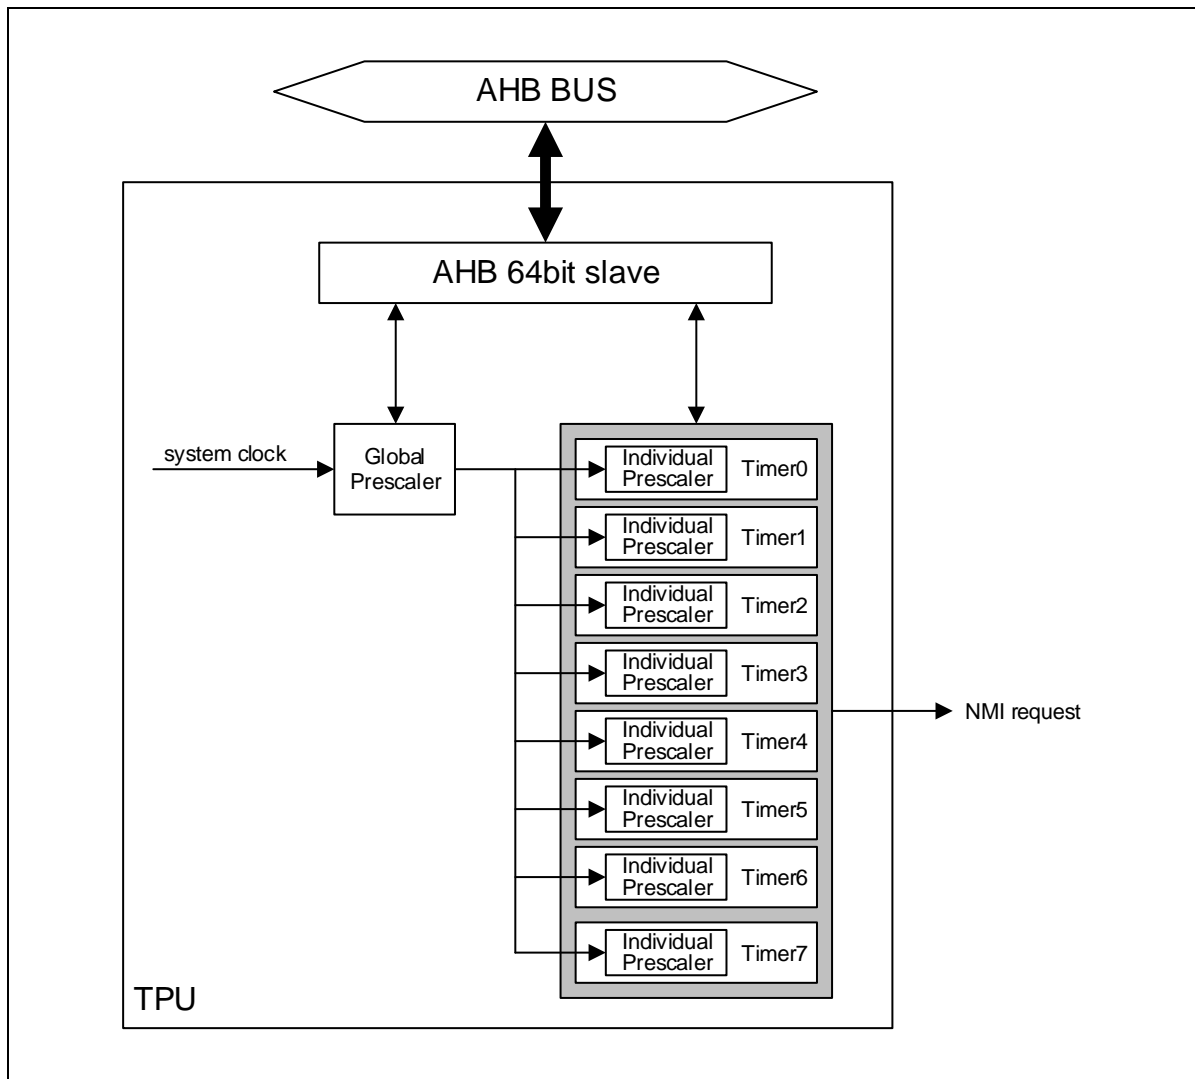 AHB BUS
AHB 64bit slave
system clock
Global
Prescaler
Individual
Prescaler
Timer0
Individual
Prescaler
Timer1
Individual
Prescaler
Timer2
Individual
Prescaler
Timer3
Individual
Prescaler
Timer4
Individual
Prescaler
Timer5
Individual
Prescaler
Timer6
Individual
Prescaler
Timer7
NMI request
TPU